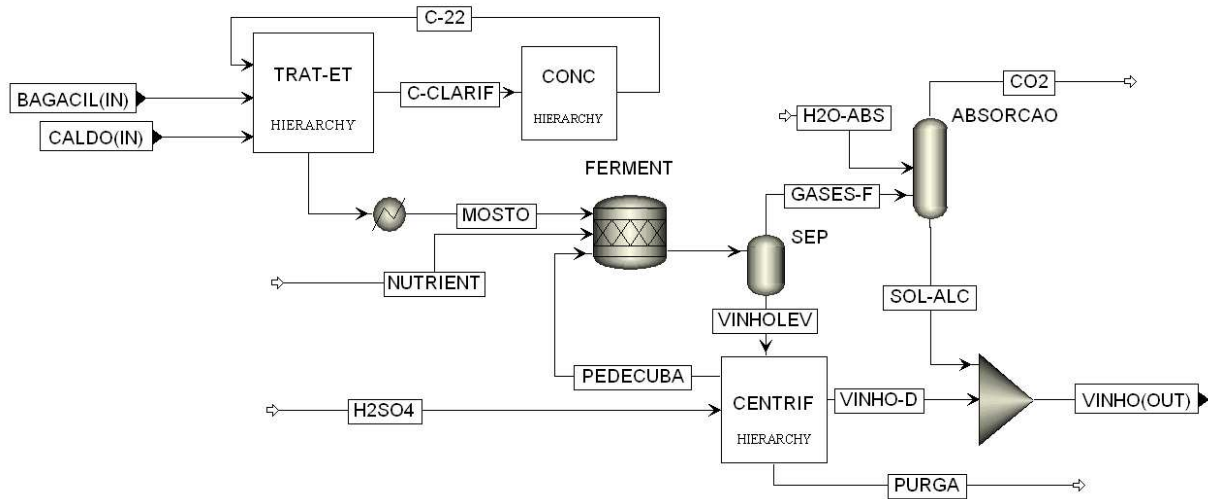 C-22
TRAT-ET
HIERARCHY
C-CLARIF
CONC
HIERARCHY
BAGACIL(IN)
CALDO(IN)
CO2
H2O-ABS
ABSORCAO
FERMENT
GASES-F
MOSTO
SEP
NUTRIENT
SOL-ALC
VINHOLEV
PEDECUBA
CENTRIF
HIERARCHY
H2SO4
VINHO-D
VINHO(OUT)
PURGA